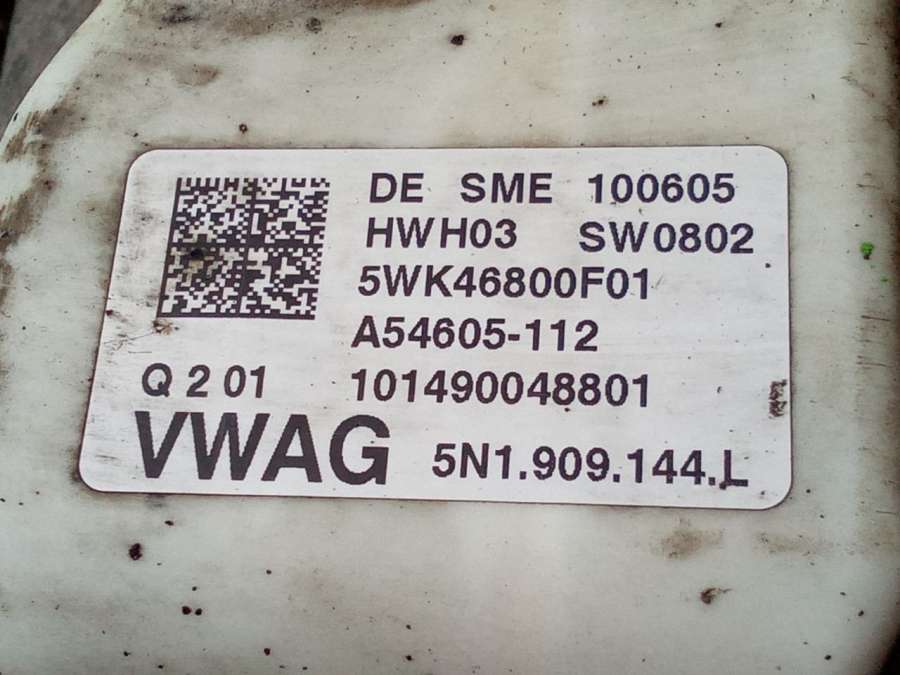 DE SME 100605
HWH03 SW0802
5WK46800F01
A54605-112
Q 2 01 101490048801
VWAG 5N1.909.144.L